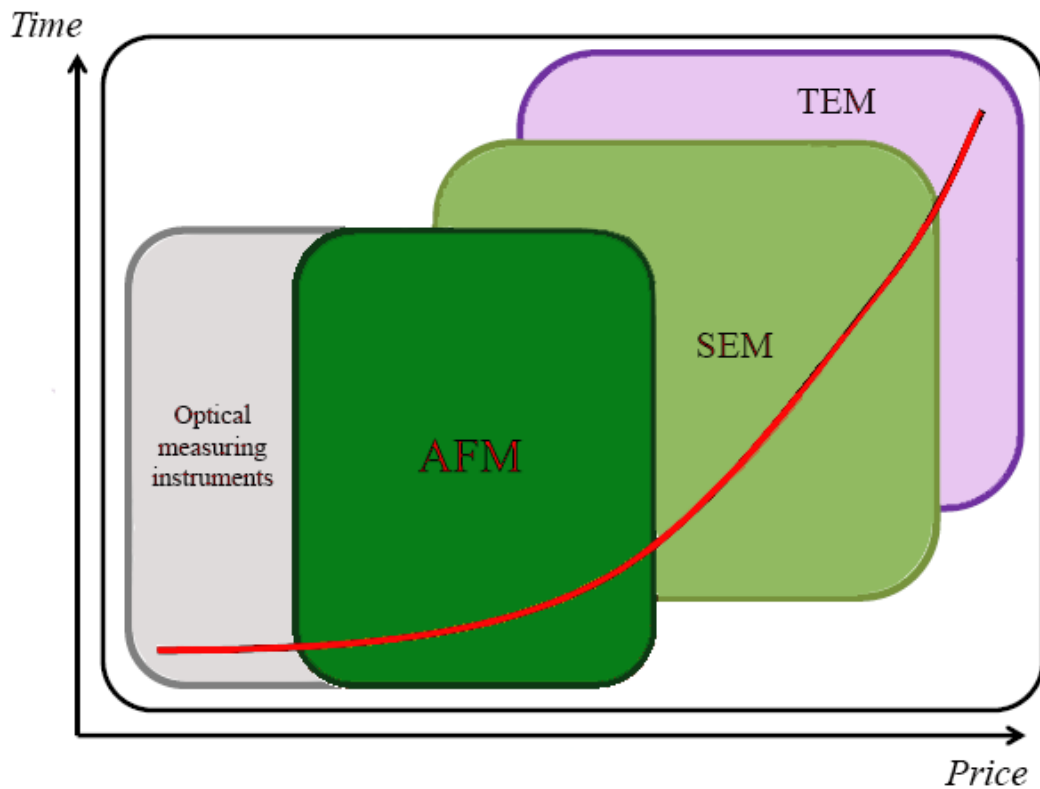 Time
TEM
SEM
Optical
measuring
instruments
AFM
Price